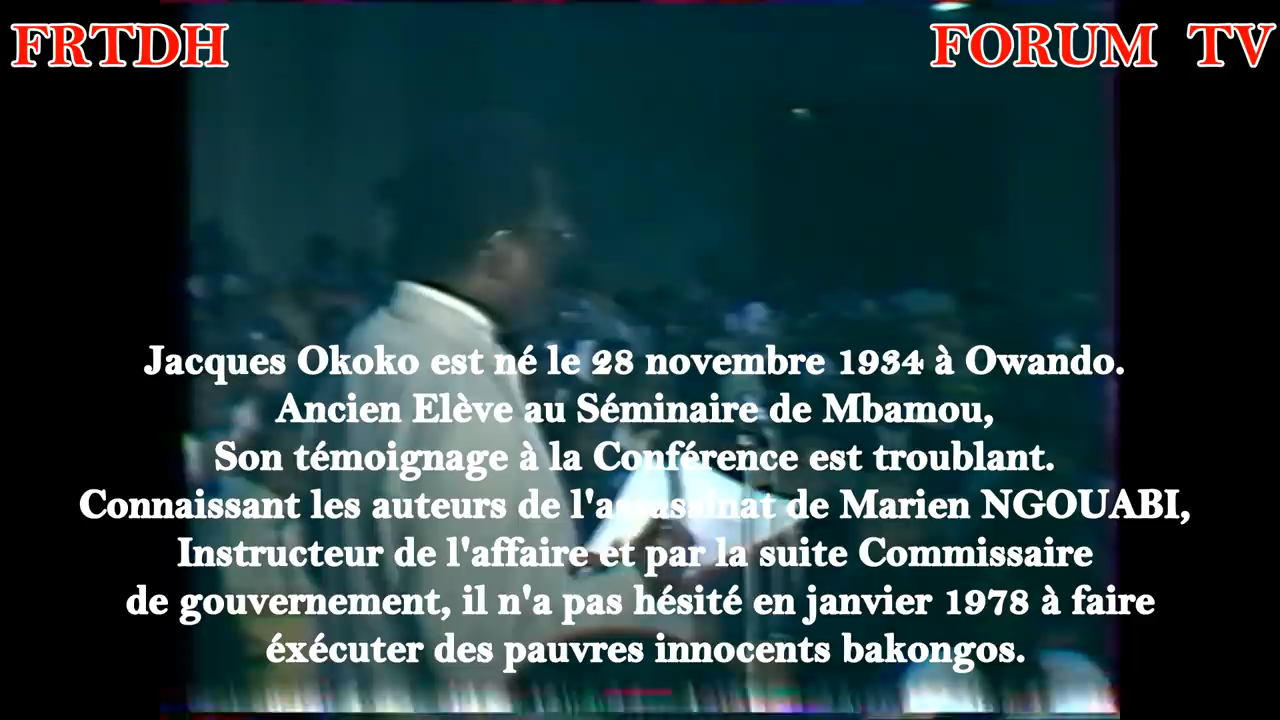 FRTDH
FORUM TV
Jacques Okoko est né le 28 novembre 1934 à Owando.
Ancien Elève au Séminaire de Mbamou,
Son témoignage à la Conférence est troublant.
Connaissant les auteurs de l'assassinat de Marien NGOUABI,
Instructeur de l'affaire et par la suite Commissaire
de gouvernement, il n'a pas hésité en janvier 1978 à faire
éxécuter des pauvres innocents bakongos.